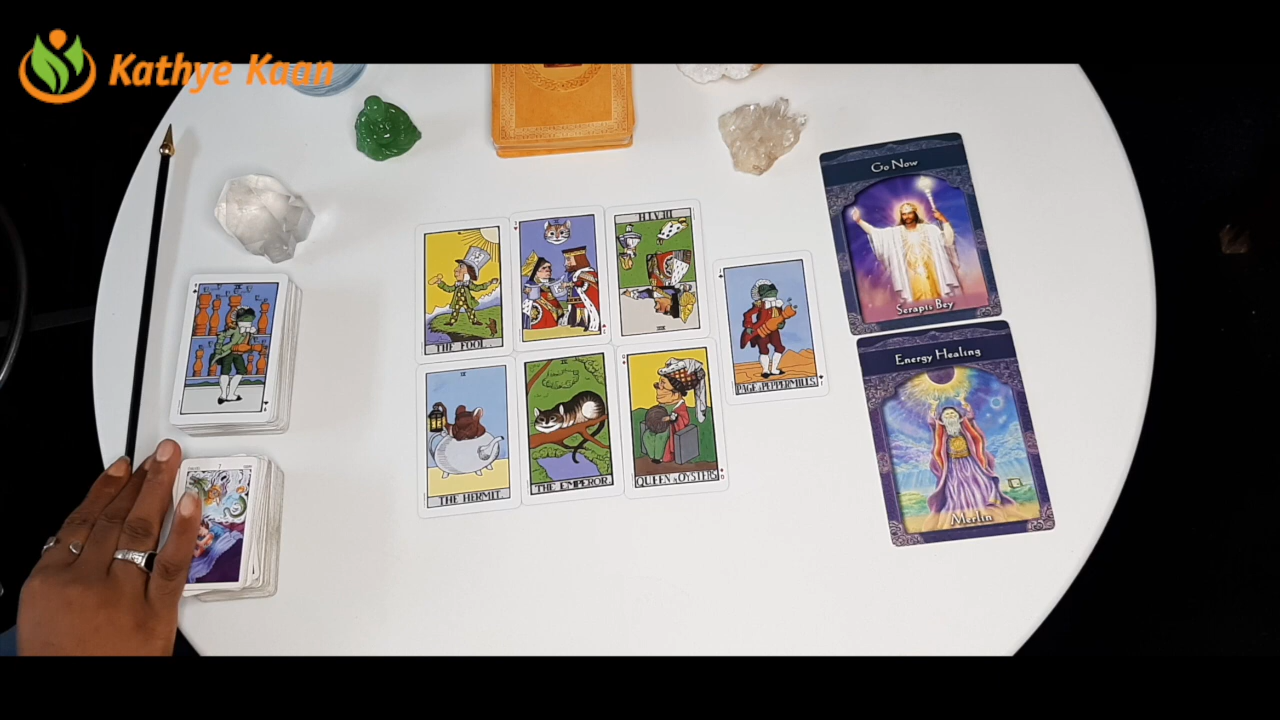 Kathye Kaan
Go Now
Serapis Bey
DEATH
THE FOOL.
PAGE of PEPPERMILLS
Energy Healing
THE HERMIT.
THE EMPEROR.
QUEEN of OYSTERS
Merlin